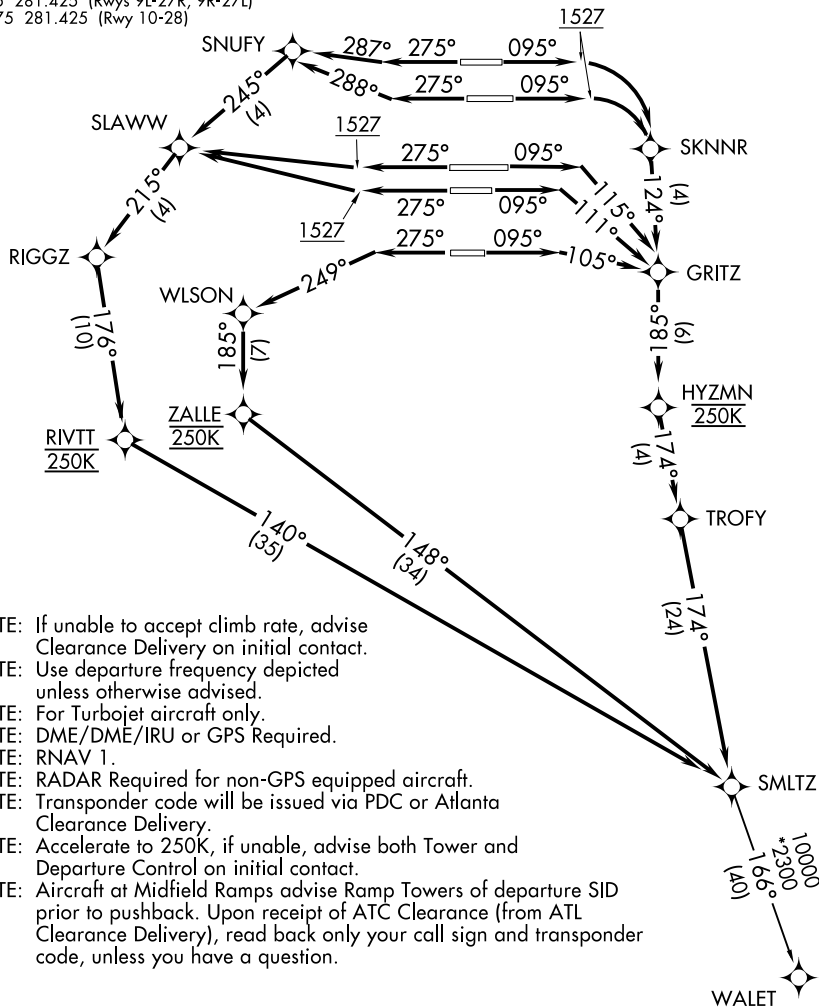 5 281.425 (Rwys 9L-27R, 9R-27L)
75 281.425 (Rwy 10-28)
1527
SNUFY
287° 275° 095°
288° 275° 095°
245°
(4)
SLAWW
1527
275° 095°
SKNNR
124°
(4)
215°
(4)
115°
111°
275° 095°
1527
RIGGZ
275° 095°
105°
GRITZ
249°
WLSON
176°
(10)
185°
(7)
185°
(6)
HYZMN
250K
ZALLE
250K
RIVTT
250K
174°
(4)
TROFY
140°
(35)
148°
(34)
174°
(24)
TE: If unable to accept climb rate, advise
Clearance Delivery on initial contact.
TE: Use departure frequency depicted
unless otherwise advised.
TE: For Turbojet aircraft only.
TE: DME/DME/IRU or GPS Required.
TE: RNAV 1.
TE: RADAR Required for non-GPS equipped aircraft.
TE: Transponder code will be issued via PDC or Atlanta
Clearance Delivery.
TE: Accelerate to 250K, if unable, advise both Tower and
Departure Control on initial contact.
TE: Aircraft at Midfield Ramps advise Ramp Towers of departure SID
prior to pushback. Upon receipt of ATC Clearance (from ATL
Clearance Delivery), read back only your call sign and transponder
code, unless you have a question.
SMLTZ
10000
*2300
166°
(40)
WALET